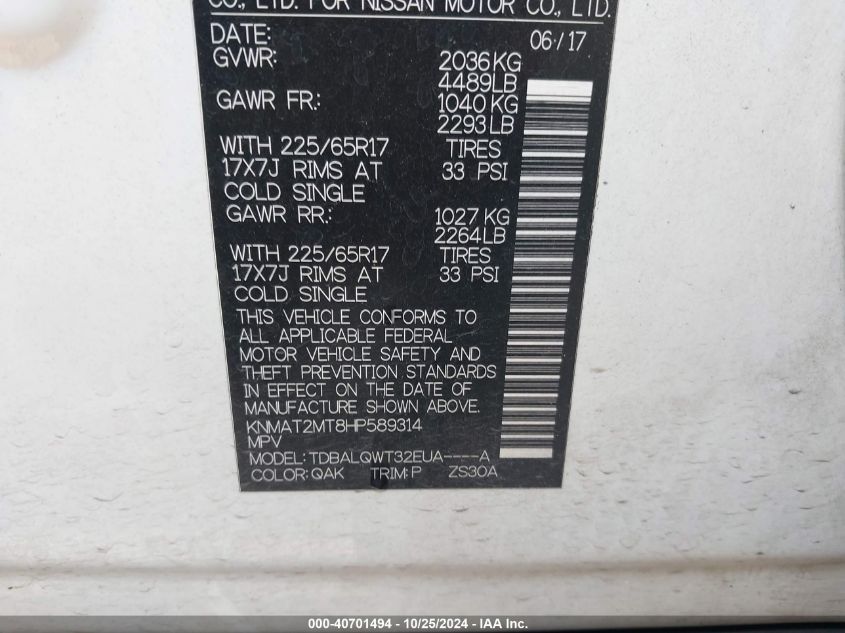 CO., LTD. FOR NISSAN MOTOR CO., LTD.
DATE: 06/17
GVWR: 2036KG
4489LB
GAWR FR.: 1040KG
2293LB
WITH 225/65R17 TIRES
17X7J RIMS AT 33 PSI
COLD SINGLE
GAWR RR.: 1027KG
2264LB
WITH 225/65R17 TIRES
17X7J RIMS AT 33 PSI
COLD SINGLE
THIS VEHICLE CONFORMS TO
ALL APPLICABLE FEDERAL
MOTOR VEHICLE SAFETY AND
THEFT PREVENTION STANDARDS
IN EFFECT ON THE DATE OF
MANUFACTURE SHOWN ABOVE.
KNMAT2MT8HP589314
MPV
MODEL:TDBALQWT32EUA----A
COLOR:QAK TRIM:P ZS30A
000-40701494 - 10/25/2024 - IAA Inc.